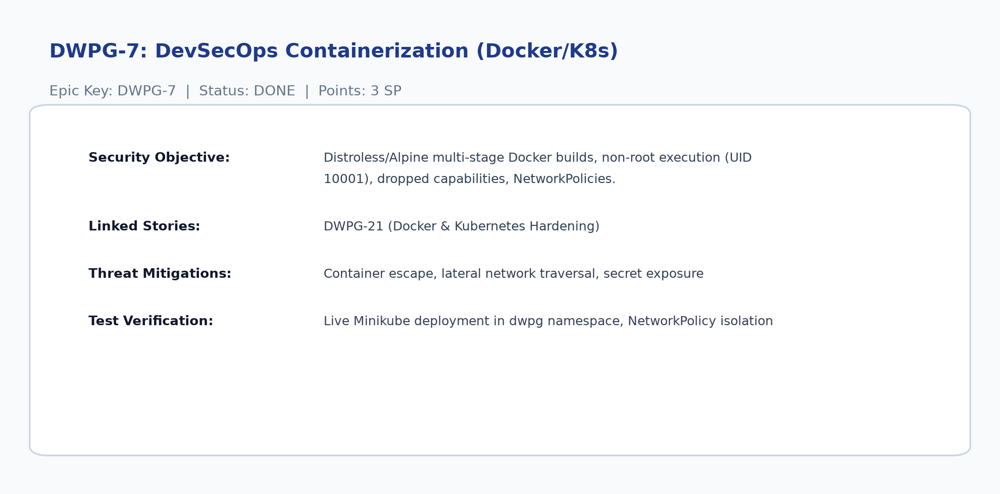 DWPG-7: DevSecOps Containerization (Docker/K8s)
Epic Key: DWPG-7 | Status: DONE | Points: 3 SP
Security Objective: Distroless/Alpine multi-stage Docker builds, non-root execution (UID
10001), dropped capabilities, NetworkPolicies.
Linked Stories: DWPG-21 (Docker & Kubernetes Hardening)
Threat Mitigations: Container escape, lateral network traversal, secret exposure
Test Verification: Live Minikube deployment in dwpg namespace, NetworkPolicy isolation